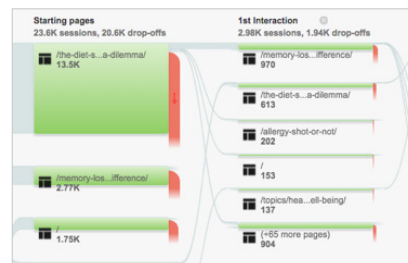 Starting pages
23.6K sessions, 20.6K drop-offs
/the-diet-s...a-dilemma/
13.5K
/memory-los...ifference/
2.77K
/
1.75K
1st Interaction
2.98K sessions, 1.94K drop-offs
/memory-los...ifference/
970
/the-diet-s...a-dilemma/
613
/allergy-shot-or-not/
202
/
153
/topics/hea...ell-being/
137
(+65 more pages)
904